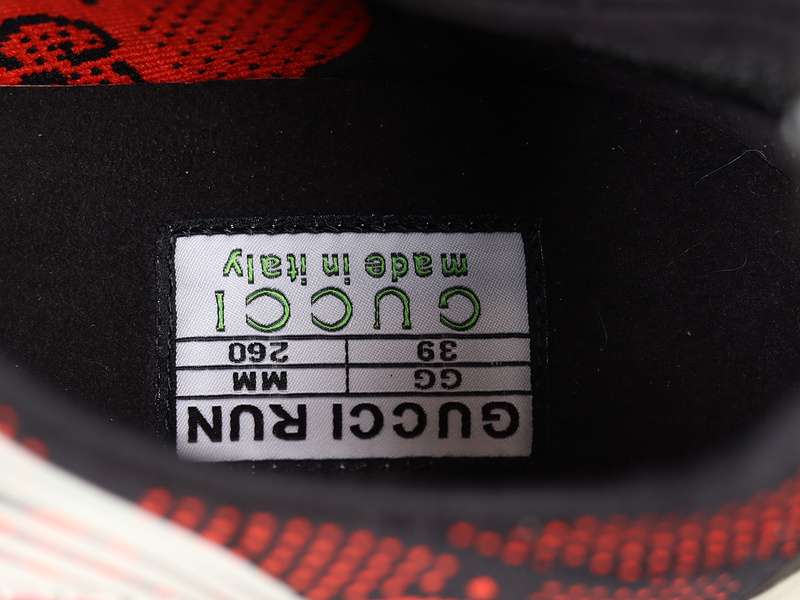 GUCCI RUN
GG MM
39 260
GUCCI
made in italy